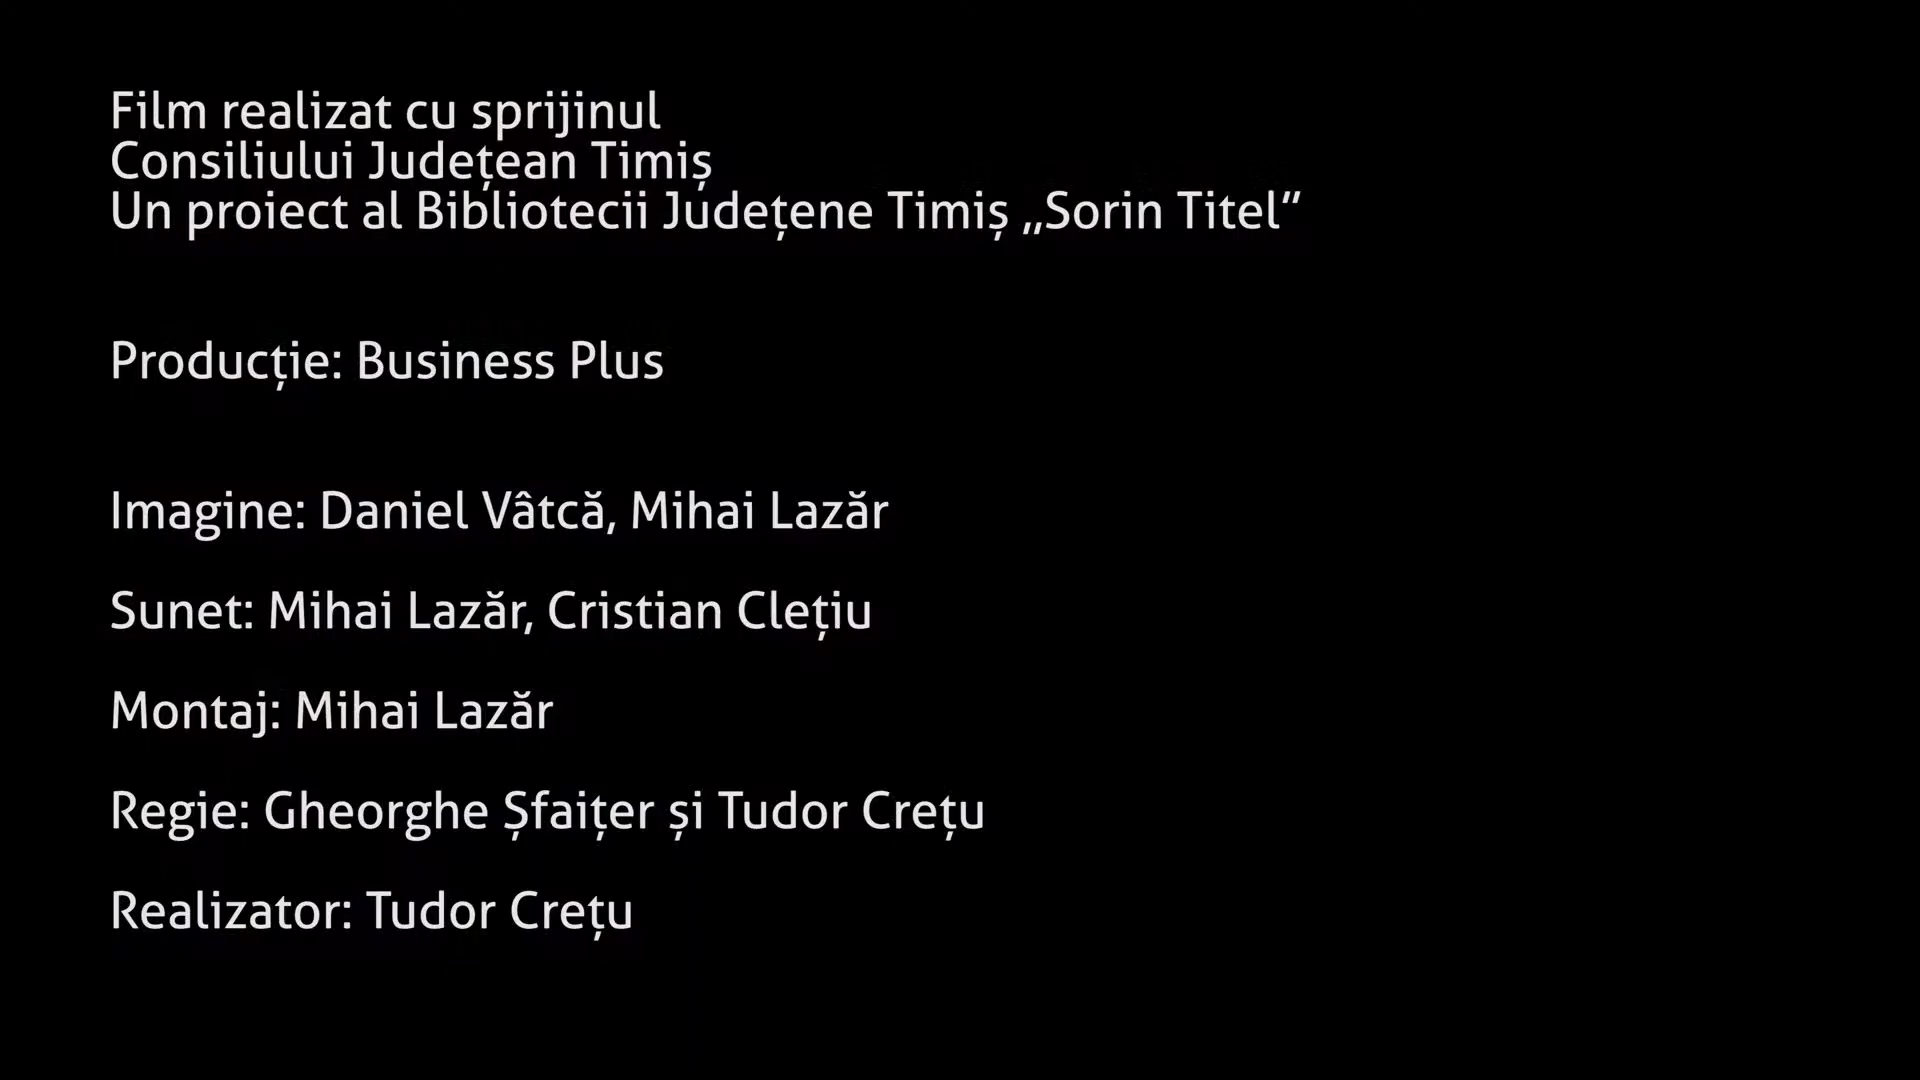 Film realizat cu sprijinul
Consiliului Județean Timiș
Un proiect al Bibliotecii Județene Timiș ,,Sorin Titel”
Producție: Business Plus
Imagine: Daniel Vâtcă, Mihai Lazăr
Sunet: Mihai Lazăr, Cristian Clețiu
Montaj: Mihai Lazăr
Regie: Gheorghe Șfaițer și Tudor Crețu
Realizator: Tudor Crețu